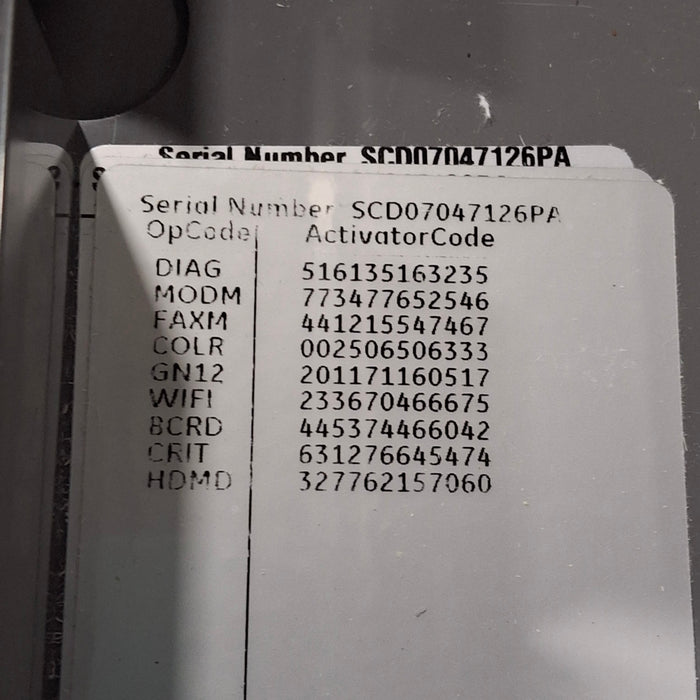 Serial Number SCD07047126PA
Serial Number SCD07047126PA
OpCode ActivatorCode
DIAG 516135163235
MODM 773477652546
FAXM 441215547467
COLR 002506506333
GN12 201171160517
WIFI 233670466675
BCRD 445374466042
CRIT 631276645474
HDMD 327762157060